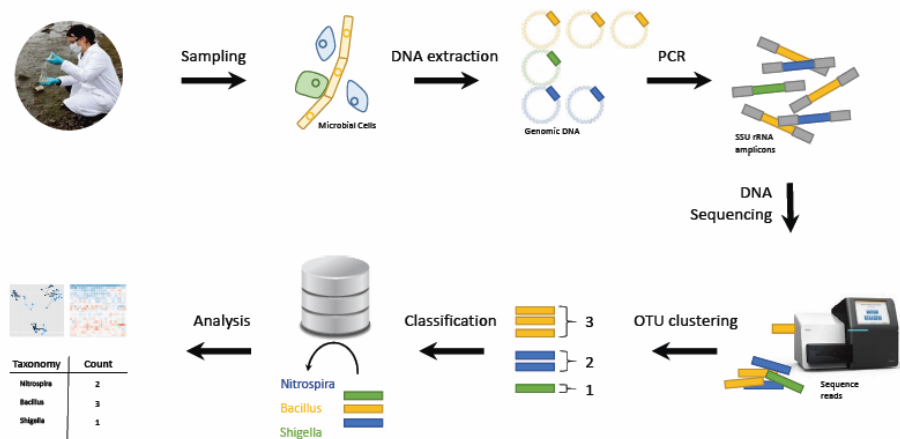 Sampling
DNA extraction
PCR
Microbial Cells
Genomic DNA
SSU rRNA
amplicons
DNA
Sequencing
OTU clustering
Sequence
reads
3
2
1
Classification
Nitrospira
Bacillus
Shigella
Analysis
Taxonomy Count
Nitrospira 2
Bacillus 3
Shigella 1